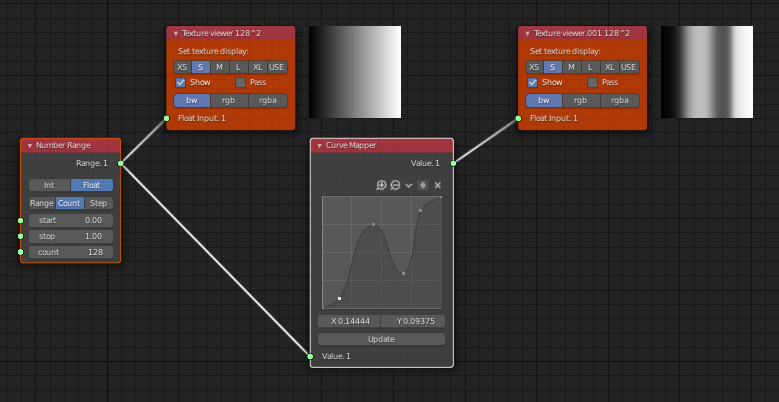 Texture viewer 128^2
Set texture display:
XS S M L XL USE
Show Pass
bw rgb rgba
Float Input. 1
Texture viewer.001 128^2
Set texture display:
XS S M L XL USE
Show Pass
bw rgb rgba
Float Input. 1
Number Range
Range. 1
Int Float
Range Count Step
start 0.00
stop 1.00
count 128
Curve Mapper
Value. 1
X 0.14444 Y 0.09375
Update
Value. 1